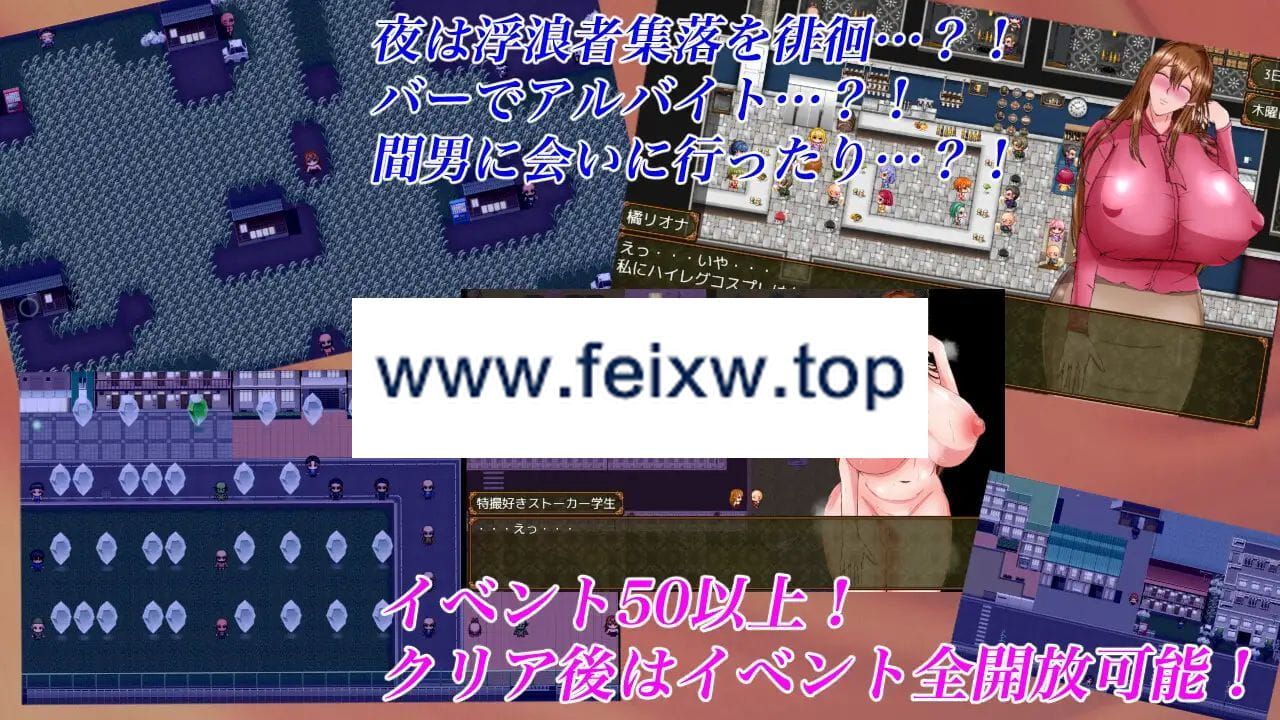 夜は浮浪者集落を徘徊…？！
バーでアルバイト…？！
間男に会いに行ったり…？！
3日
木曜
橘リオナ
えっ・・・いや・・・
私にハイレグコスプレは
www.feixw.top
特撮好きストーカー学生
・・・えっ・・・
イベント50以上！
クリア後はイベント全開放可能！